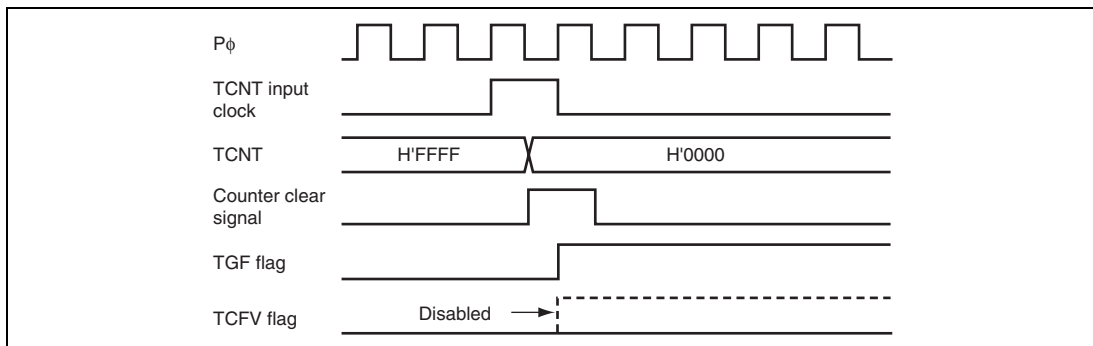 Pϕ
TCNT input
clock
TCNT
H'FFFF
H'0000
Counter clear
signal
TGF flag
TCFV flag
Disabled